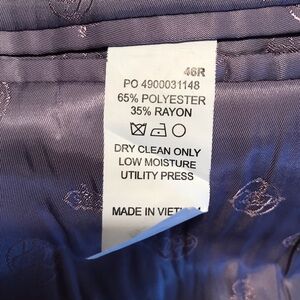 46R
PO 4900031148
65% POLYESTER
35% RAYON
DRY CLEAN ONLY
LOW MOISTURE
UTILITY PRESS
MADE IN VIETNAM